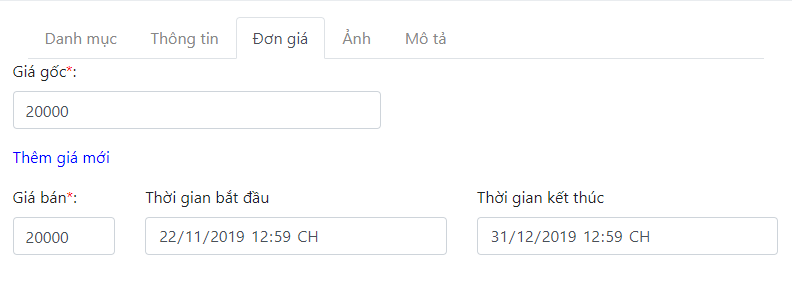 Danh mục Thông tin Đơn giá Ảnh Mô tả
Giá gốc*:
20000
Thêm giá mới
Giá bán*: Thời gian bắt đầu Thời gian kết thúc
20000 22/11/2019 12:59 CH 31/12/2019 12:59 CH